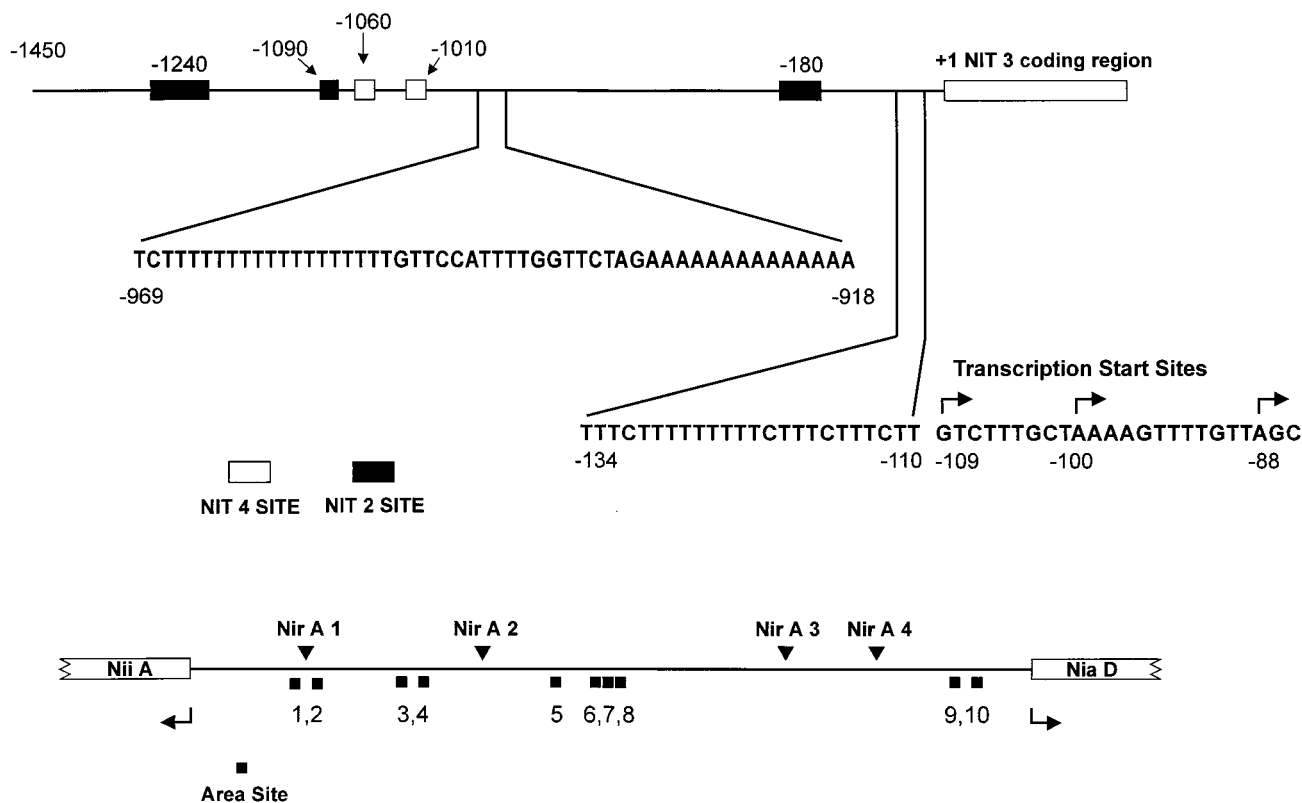 -1450
-1240
-1090
-1060
-1010
-180
+1 NIT 3 coding region
TCTTTTTTTTTTTTTTTTTTGTTCCATTTTGGTTCTAGAAAAAAAAAAAAAA
-969
-918
Transcription Start Sites
TTTCTTTTTTTTTTCTTTCTTTCTT GTCTTTGCTAAAAGTTTTGTTAGC
-134
-110
-109
-100
-88
NIT 4 SITE
NIT 2 SITE
Nir A 1
Nir A 2
Nir A 3
Nir A 4
Nii A
Nia D
1,2
3,4
5
6,7,8
9,10
Area Site